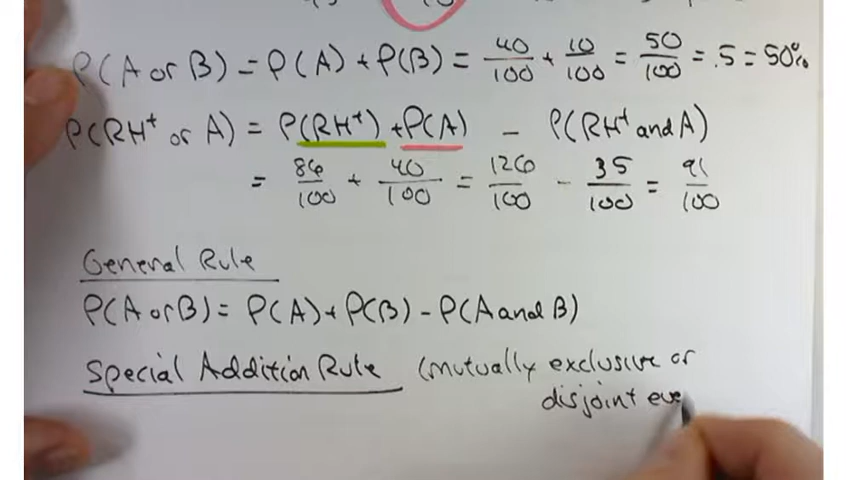 P(A or B) = P(A) + P(B) = 40/100 + 10/100 = 50/100 = .5 = 50%
P(RH+ or A) = P(RH+) + P(A) - P(RH+ and A)
= 86/100 + 40/100 = 126/100 - 35/100 = 91/100
General Rule
P(A or B) = P(A) + P(B) - P(A and B)
Special Addition Rule (mutually exclusive or
disjoint eve